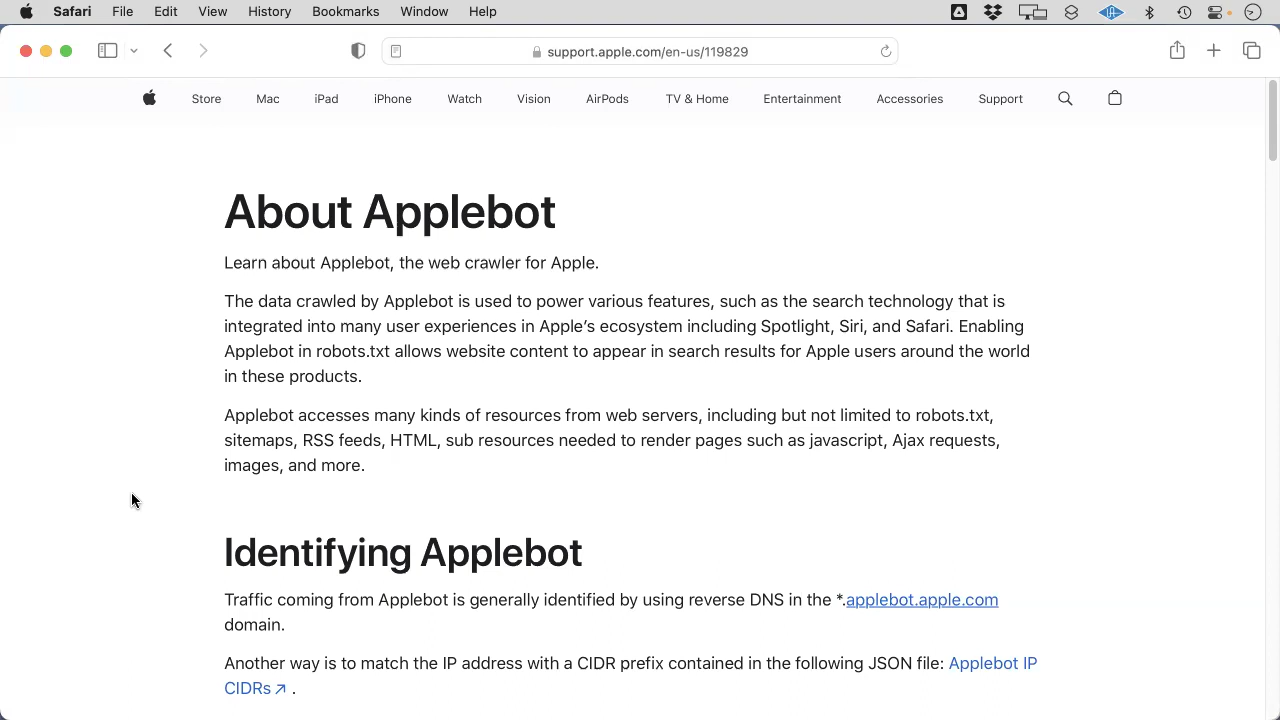 Safari File Edit View History Bookmarks Window Help
support.apple.com/en-us/119829
Store Mac iPad iPhone Watch Vision AirPods TV & Home Entertainment Accessories Support
About Applebot
Learn about Applebot, the web crawler for Apple.
The data crawled by Applebot is used to power various features, such as the search technology that is
integrated into many user experiences in Apple’s ecosystem including Spotlight, Siri, and Safari. Enabling
Applebot in robots.txt allows website content to appear in search results for Apple users around the world
in these products.
Applebot accesses many kinds of resources from web servers, including but not limited to robots.txt,
sitemaps, RSS feeds, HTML, sub resources needed to render pages such as javascript, Ajax requests,
images, and more.
Identifying Applebot
Traffic coming from Applebot is generally identified by using reverse DNS in the *.applebot.apple.com
domain.
Another way is to match the IP address with a CIDR prefix contained in the following JSON file: Applebot IP
CIDRs ↗ .